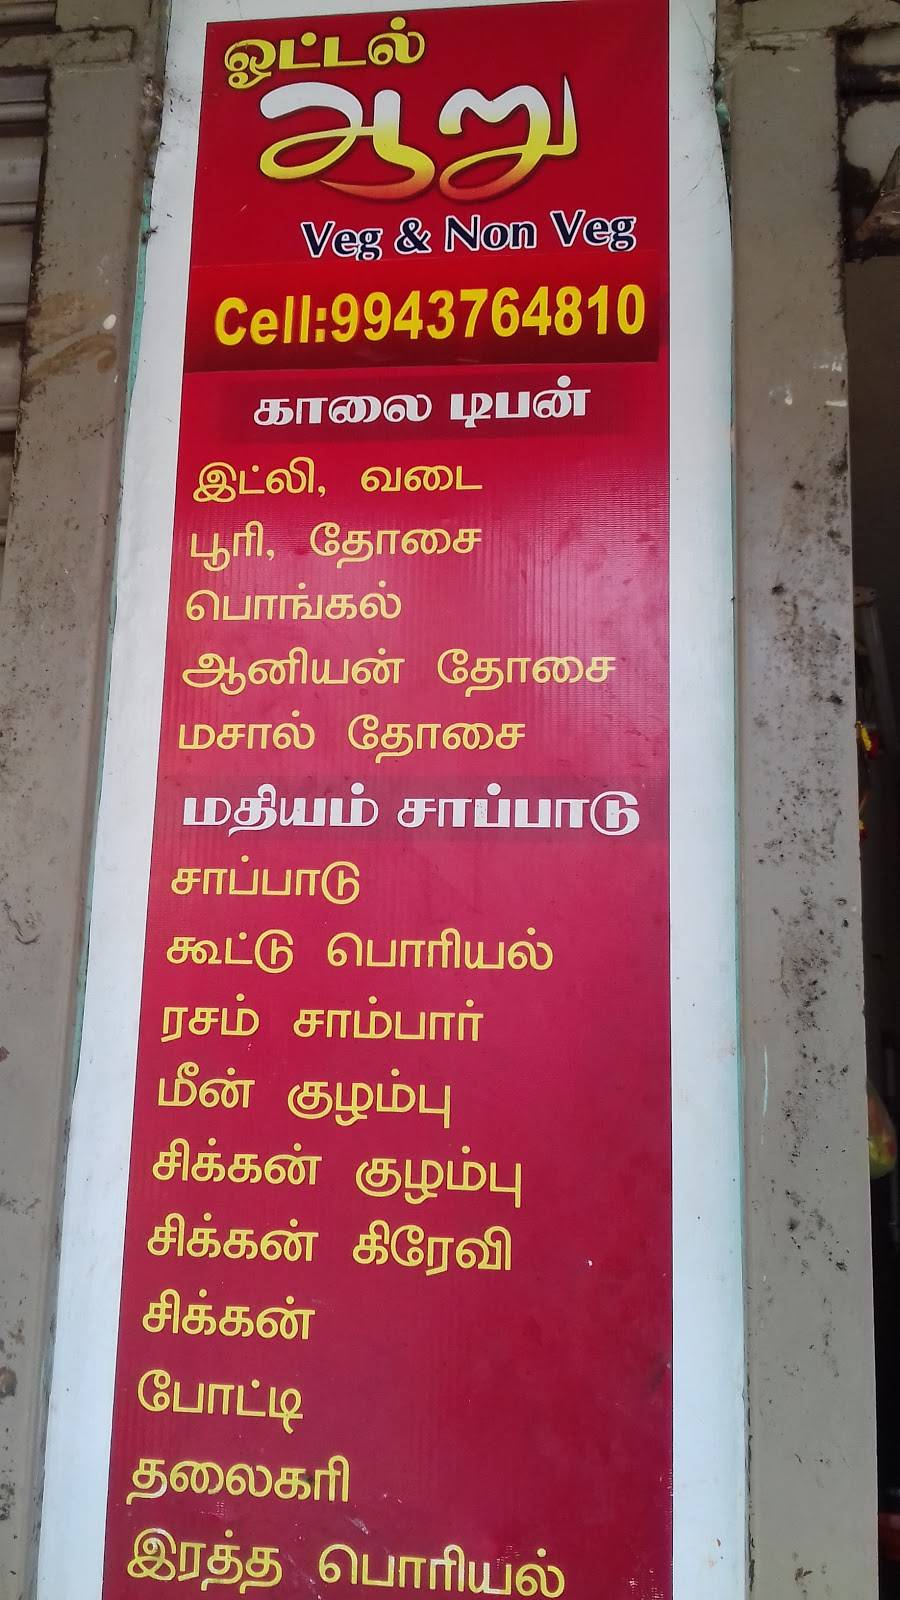 ஓட்டல்
ஆறு
Veg & Non Veg
Cell:9943764810
காலை டிபன்
இட்லி, வடை
பூரி, தோசை
பொங்கல்
ஆனியன் தோசை
மசால் தோசை
மதியம் சாப்பாடு
சாப்பாடு
கூட்டு பொரியல்
ரசம் சாம்பார்
மீன் குழம்பு
சிக்கன் குழம்பு
சிக்கன் கிரேவி
சிக்கன்
போட்டி
தலைகரி
இரத்த பொரியல்